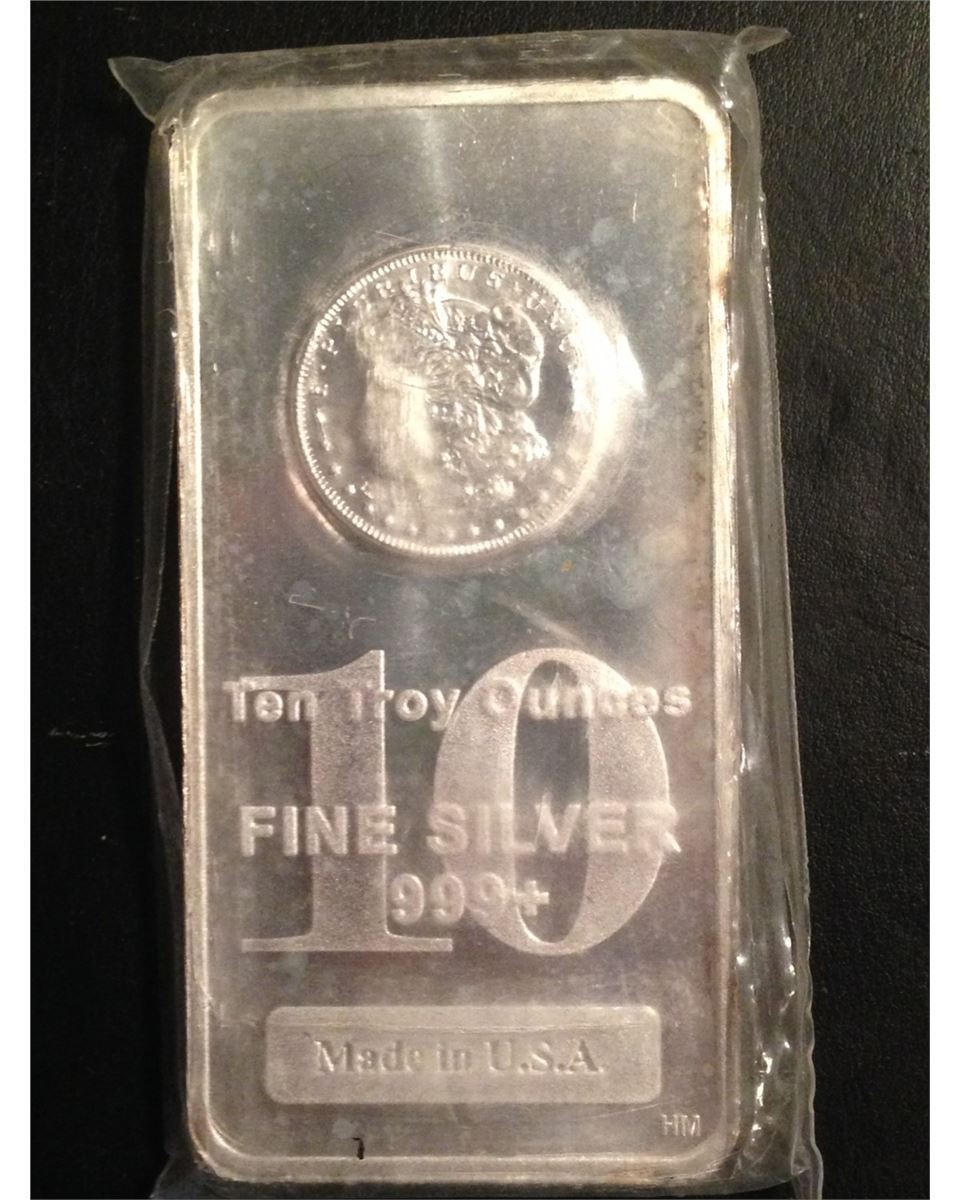 Ten Troy Ounces
10
FINE SILVER
999+
Made in U.S.A.
HM